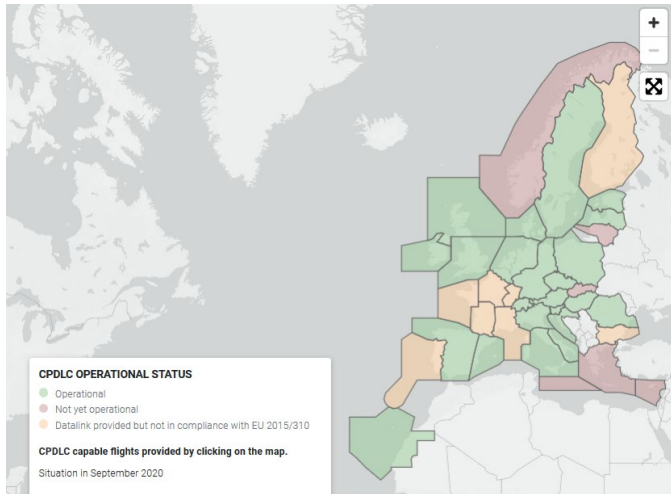 +
−
CPDLC OPERATIONAL STATUS
Operational
Not yet operational
Datalink provided but not in compliance with EU 2015/310
CPDLC capable flights provided by clicking on the map.
Situation in September 2020